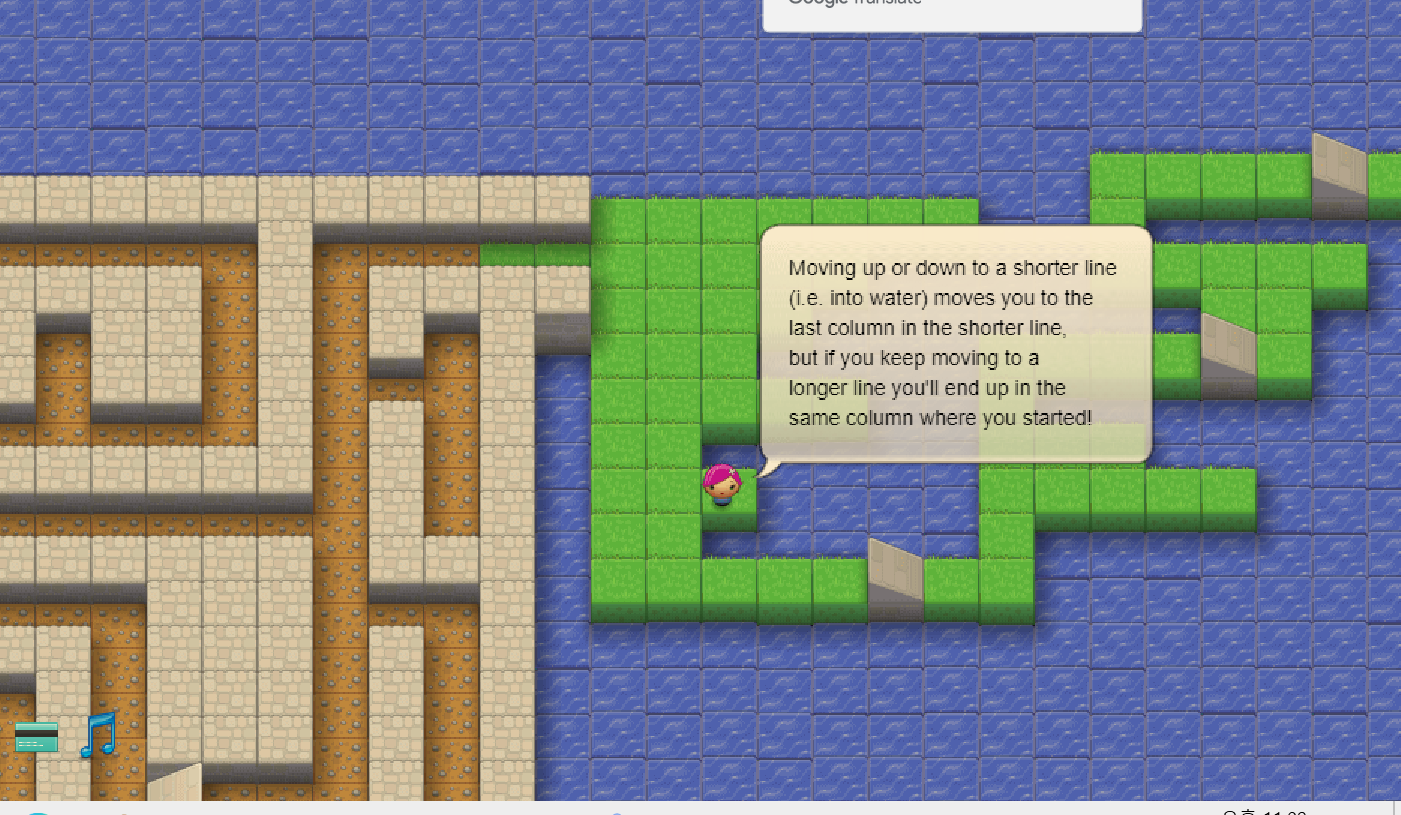 Google Translate
Moving up or down to a shorter line
(i.e. into water) moves you to the
last column in the shorter line,
but if you keep moving to a
longer line you'll end up in the
same column where you started!